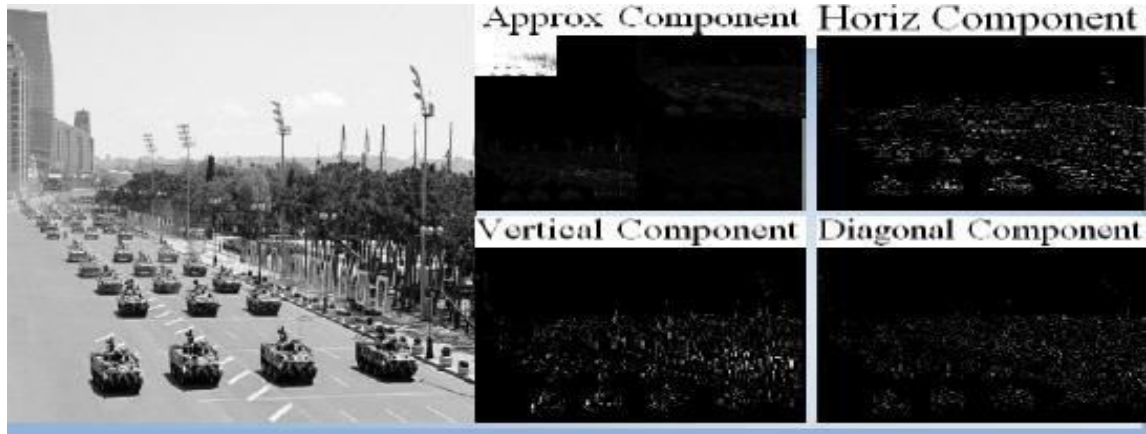 Approx Component
Horiz Component
Vertical Component
Diagonal Component